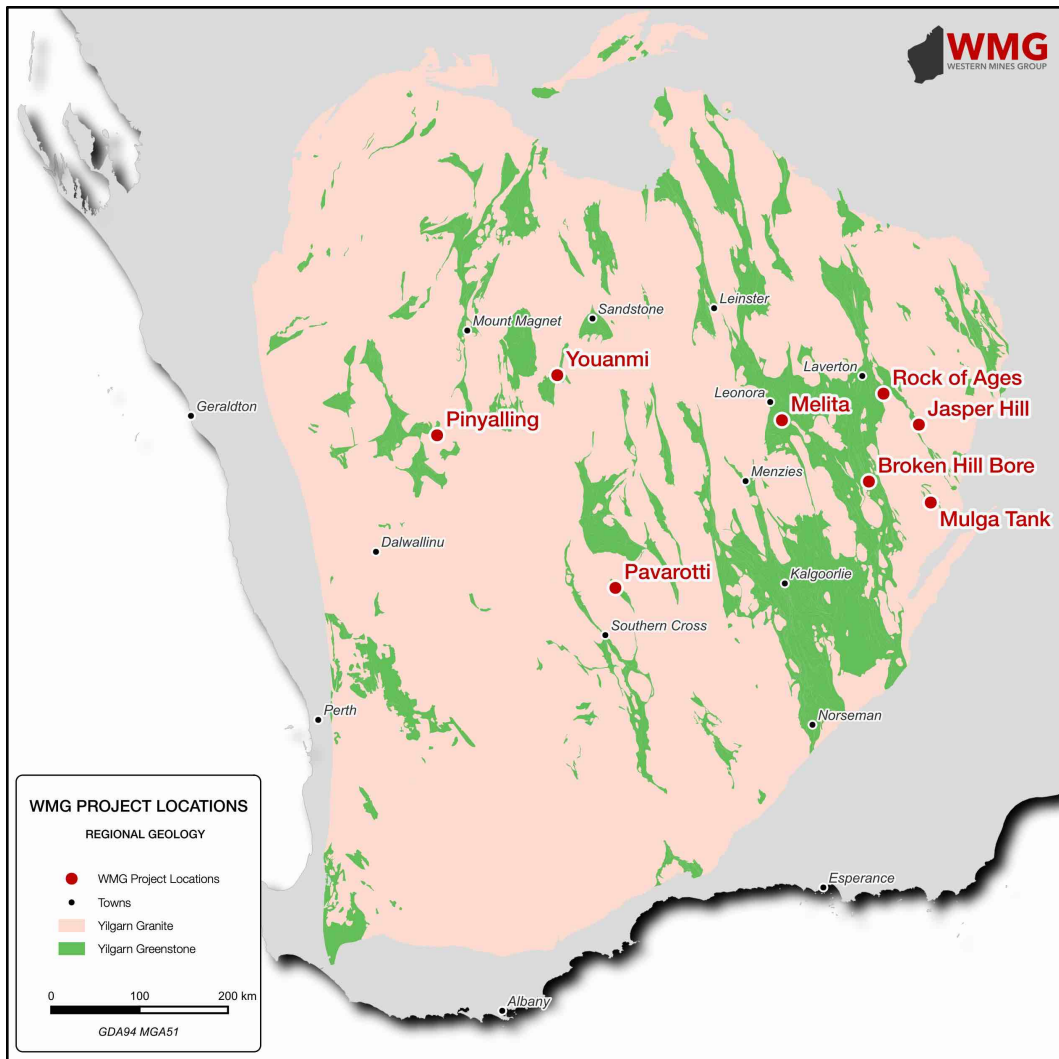 WMG
WESTERN MINES GROUP
Leinster
Sandstone
Mount Magnet
Youanmi
Laverton
Rock of Ages
Leonora
Melita
Jasper Hill
Geraldton
Pinyalling
Broken Hill Bore
Menzies
Mulga Tank
Dalwallinu
Pavarotti
Kalgoorlie
Southern Cross
Perth
Norseman
Esperance
Albany
WMG PROJECT LOCATIONS
REGIONAL GEOLOGY
WMG Project Locations
Towns
Yilgarn Granite
Yilgarn Greenstone
0 100 200 km
GDA94 MGA51